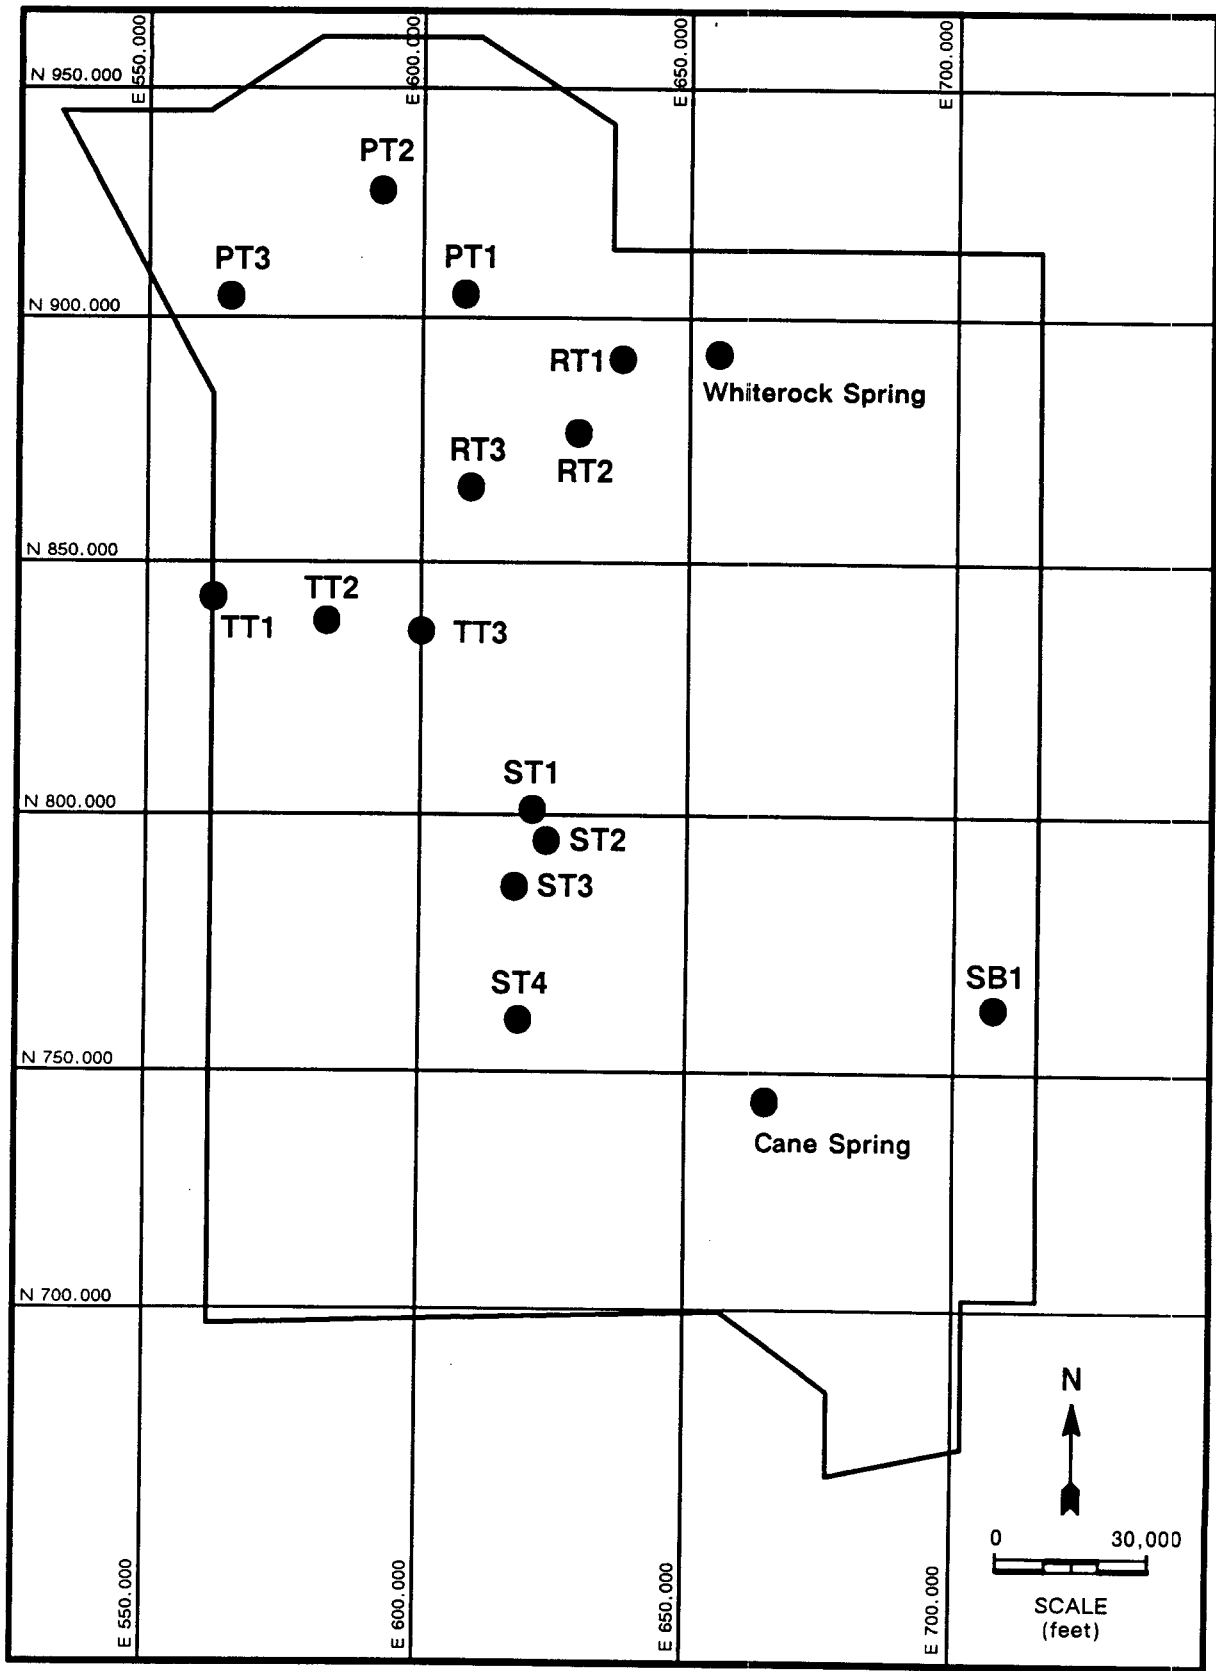 E 550.000
E 600.000
E 650.000
E 700.000
N 950.000
PT2
PT3
PT1
N 900.000
RT1
Whiterock Spring
RT3
RT2
N 850.000
TT2
TT1
TT3
ST1
N 800.000
ST2
ST3
ST4
SB1
N 750.000
Cane Spring
N 700.000
N
0 30,000
SCALE
(feet)
E 550.000
E 600.000
E 650.000
E 700.000